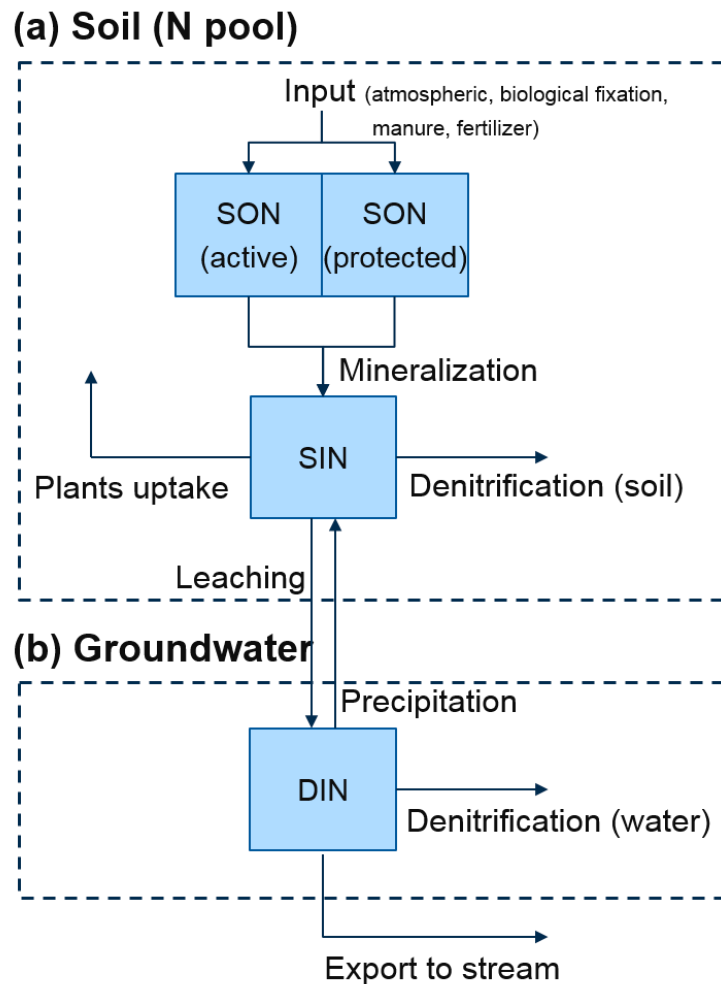 (a) Soil (N pool)
Input (atmospheric, biological fixation,
manure, fertilizer)
SON
(active)
SON
(protected)
Mineralization
SIN
Plants uptake
Denitrification (soil)
Leaching
(b) Groundwater
Precipitation
DIN
Denitrification (water)
Export to stream